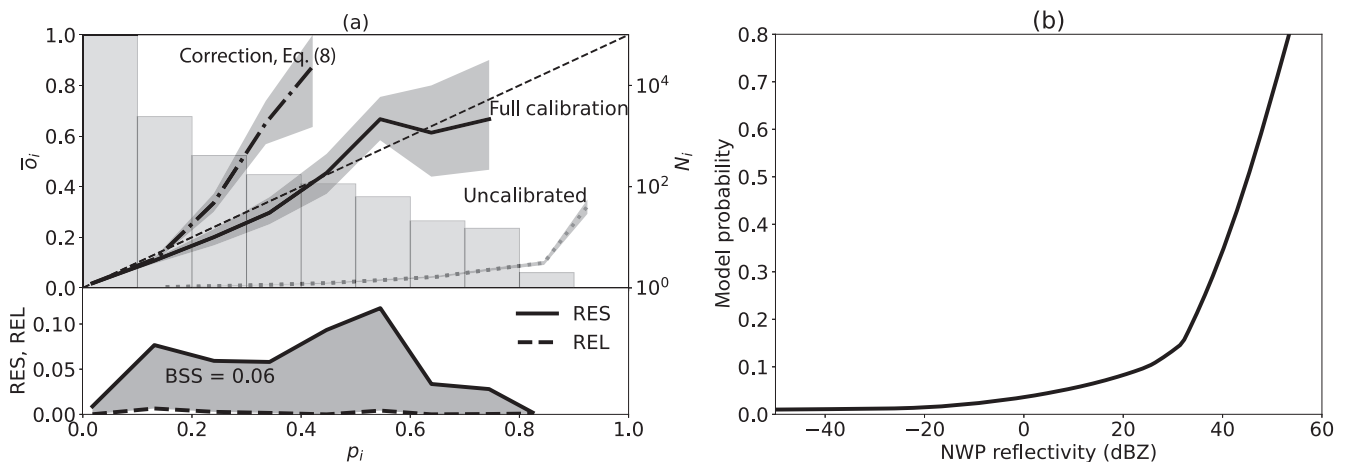 (a)
1.0
0.8
0.6
0.4
0.2
0.0
ō_i
Correction, Eq. (8)
Full calibration
Uncalibrated
10^4
10^2
10^0
N_i
0.10
0.05
0.00
RES, REL
RES
REL
BSS = 0.06
0.0 0.2 0.4 0.6 0.8 1.0
p_i
(b)
0.8
0.7
0.6
0.5
0.4
0.3
0.2
0.1
0.0
Model probability
−40 −20 0 20 40 60
NWP reflectivity (dBZ)